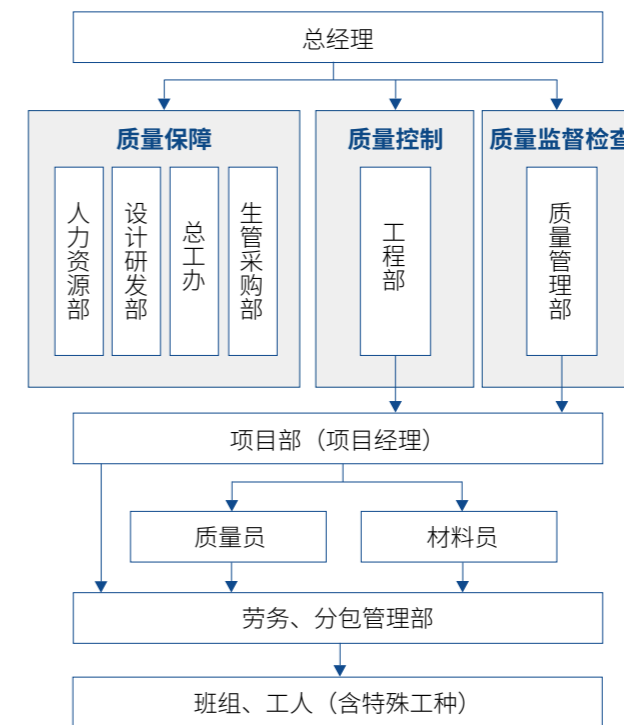 总经理
质量保障
质量控制
质量监督检查
人力资源部
设计研发部
总工办
生管采购部
工程部
质量管理部
项目部（项目经理）
质量员
材料员
劳务、分包管理部
班组、工人（含特殊工种）